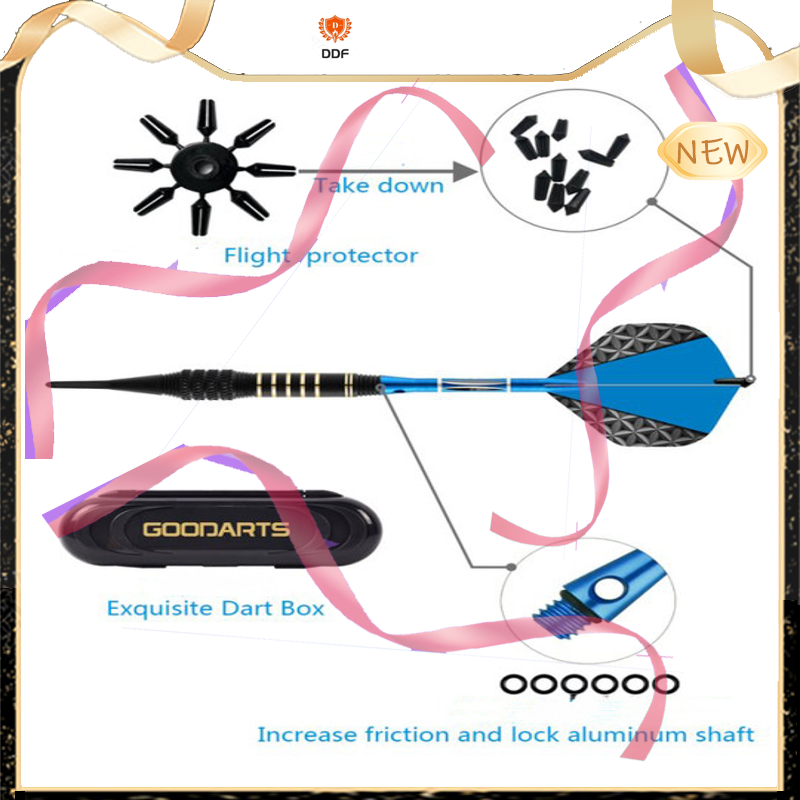 DDF
NEW
Take down
Flight protector
GOODARTS
Exquisite Dart Box
Increase friction and lock aluminum shaft